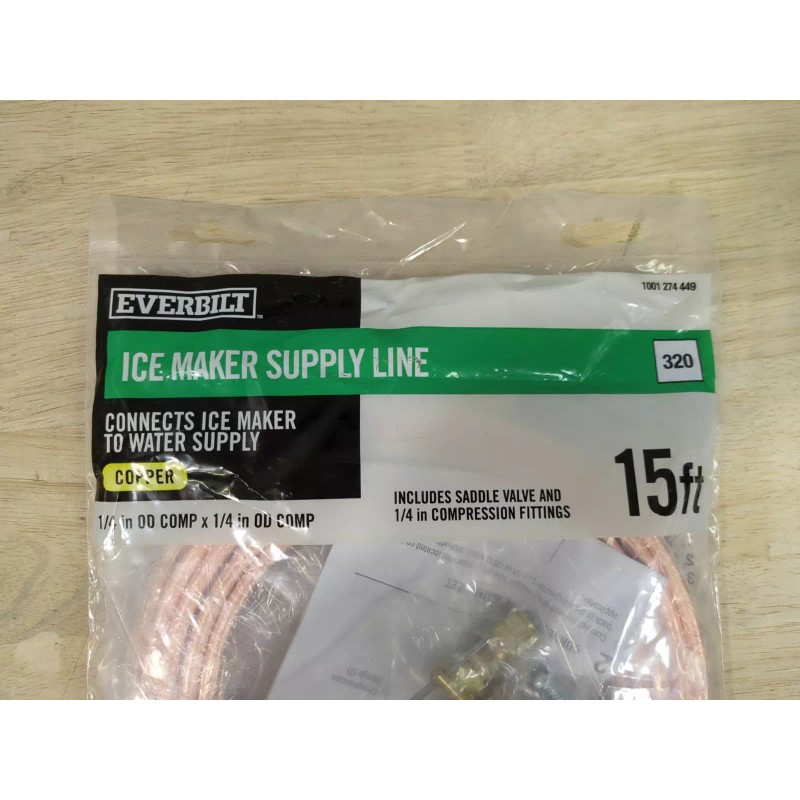 EVERBILT™
1001 274 449
ICE MAKER SUPPLY LINE
320
CONNECTS ICE MAKER
TO WATER SUPPLY
COPPER
1/4 in OD COMP x 1/4 in OD COMP
INCLUDES SADDLE VALVE AND
1/4 in COMPRESSION FITTINGS
15ft